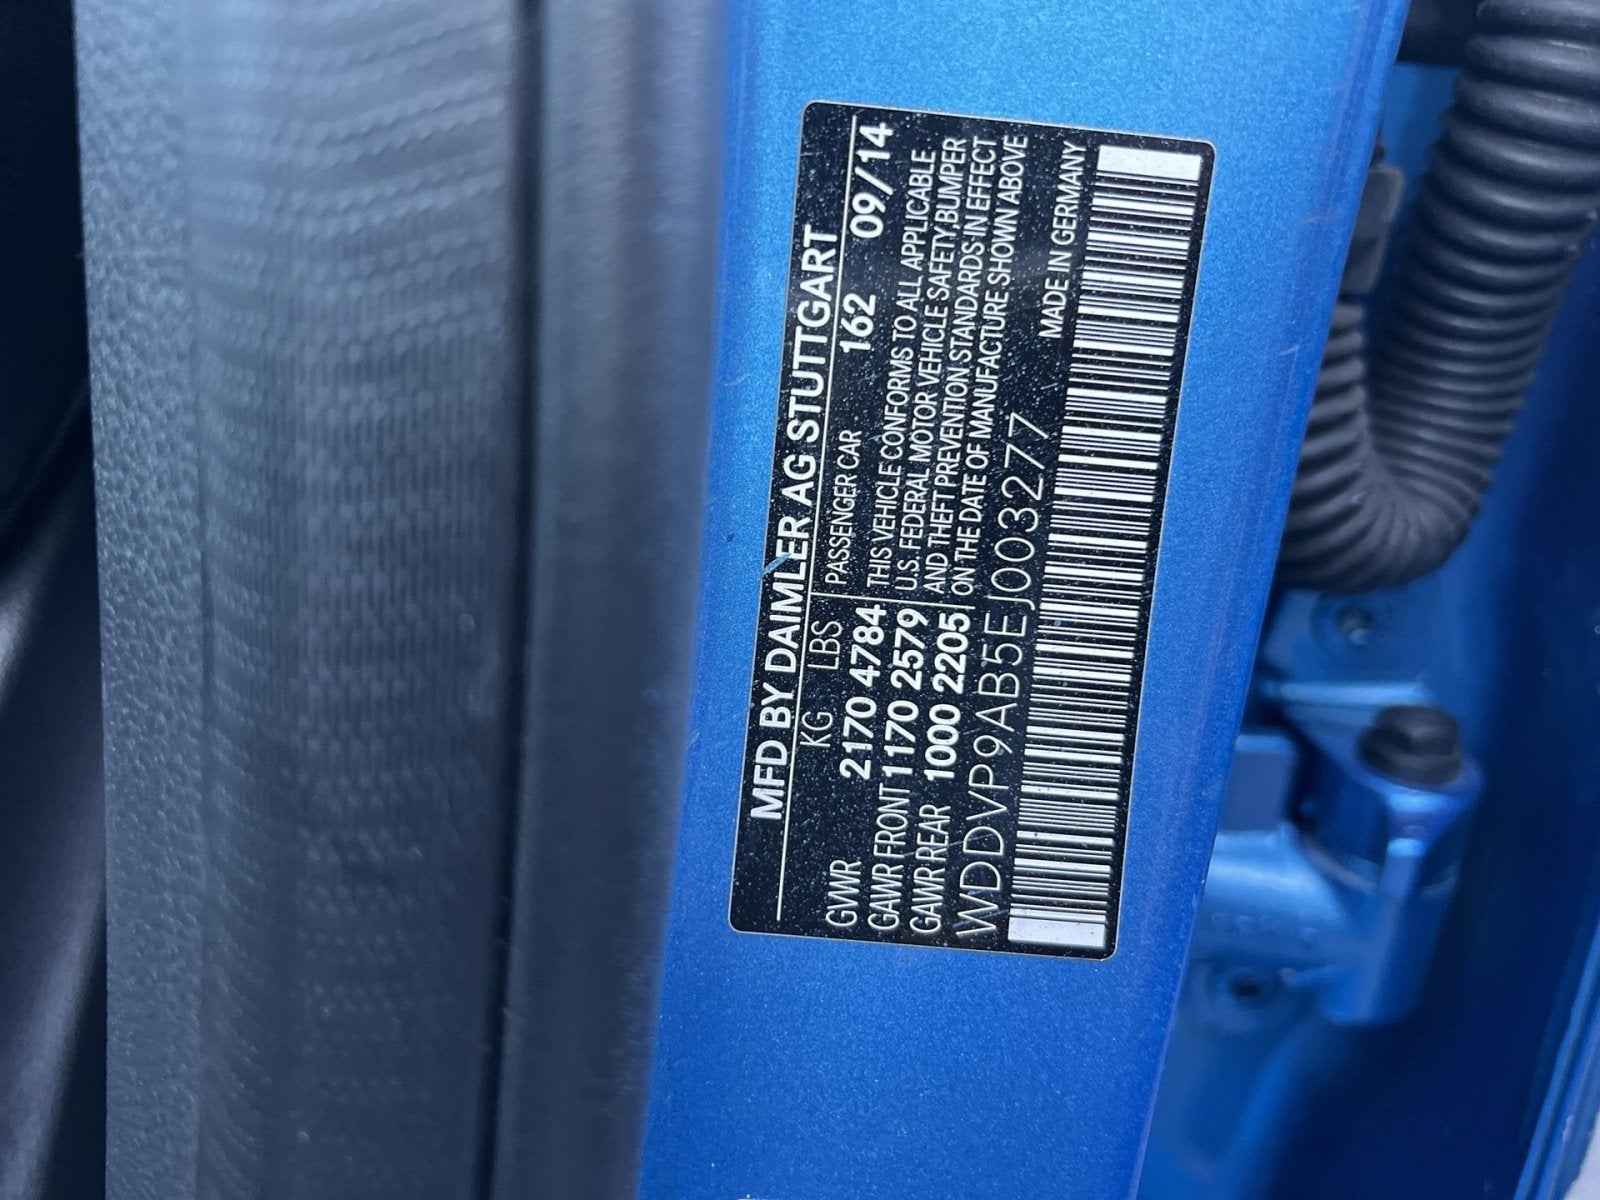 MFD BY DAIMLER AG STUTTGART
KG LBS PASSENGER CAR 162 09/14
GVWR 2170 4784
GAWR FRONT 1170 2579
GAWR REAR 1000 2205
THIS VEHICLE CONFORMS TO ALL APPLICABLE
U.S. FEDERAL MOTOR VEHICLE SAFETY,BUMPER
AND THEFT PREVENTION STANDARDS IN EFFECT
ON THE DATE OF MANUFACTURE SHOWN ABOVE
WDDVP9AB5EJ003277
MADE IN GERMANY